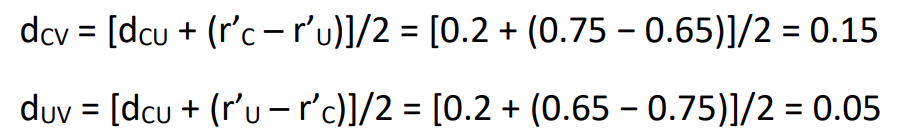 dCV = [dCU + (r’C – r’U)]/2 = [0.2 + (0.75 − 0.65)]/2 = 0.15
dUV = [dCU + (r’U – r’C)]/2 = [0.2 + (0.65 − 0.75)]/2 = 0.05